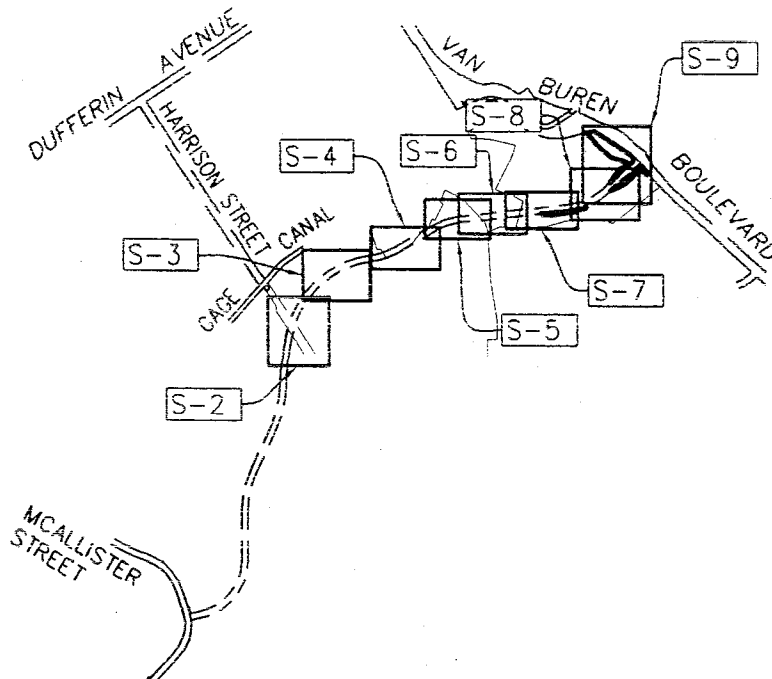 DUFFERIN AVENUE
HARRISON STREET
CAGE CANAL
VAN BUREN BOULEVARD
S-9
S-8
S-6
S-4
S-3
S-7
S-5
S-2
MCALLISTER
STREET